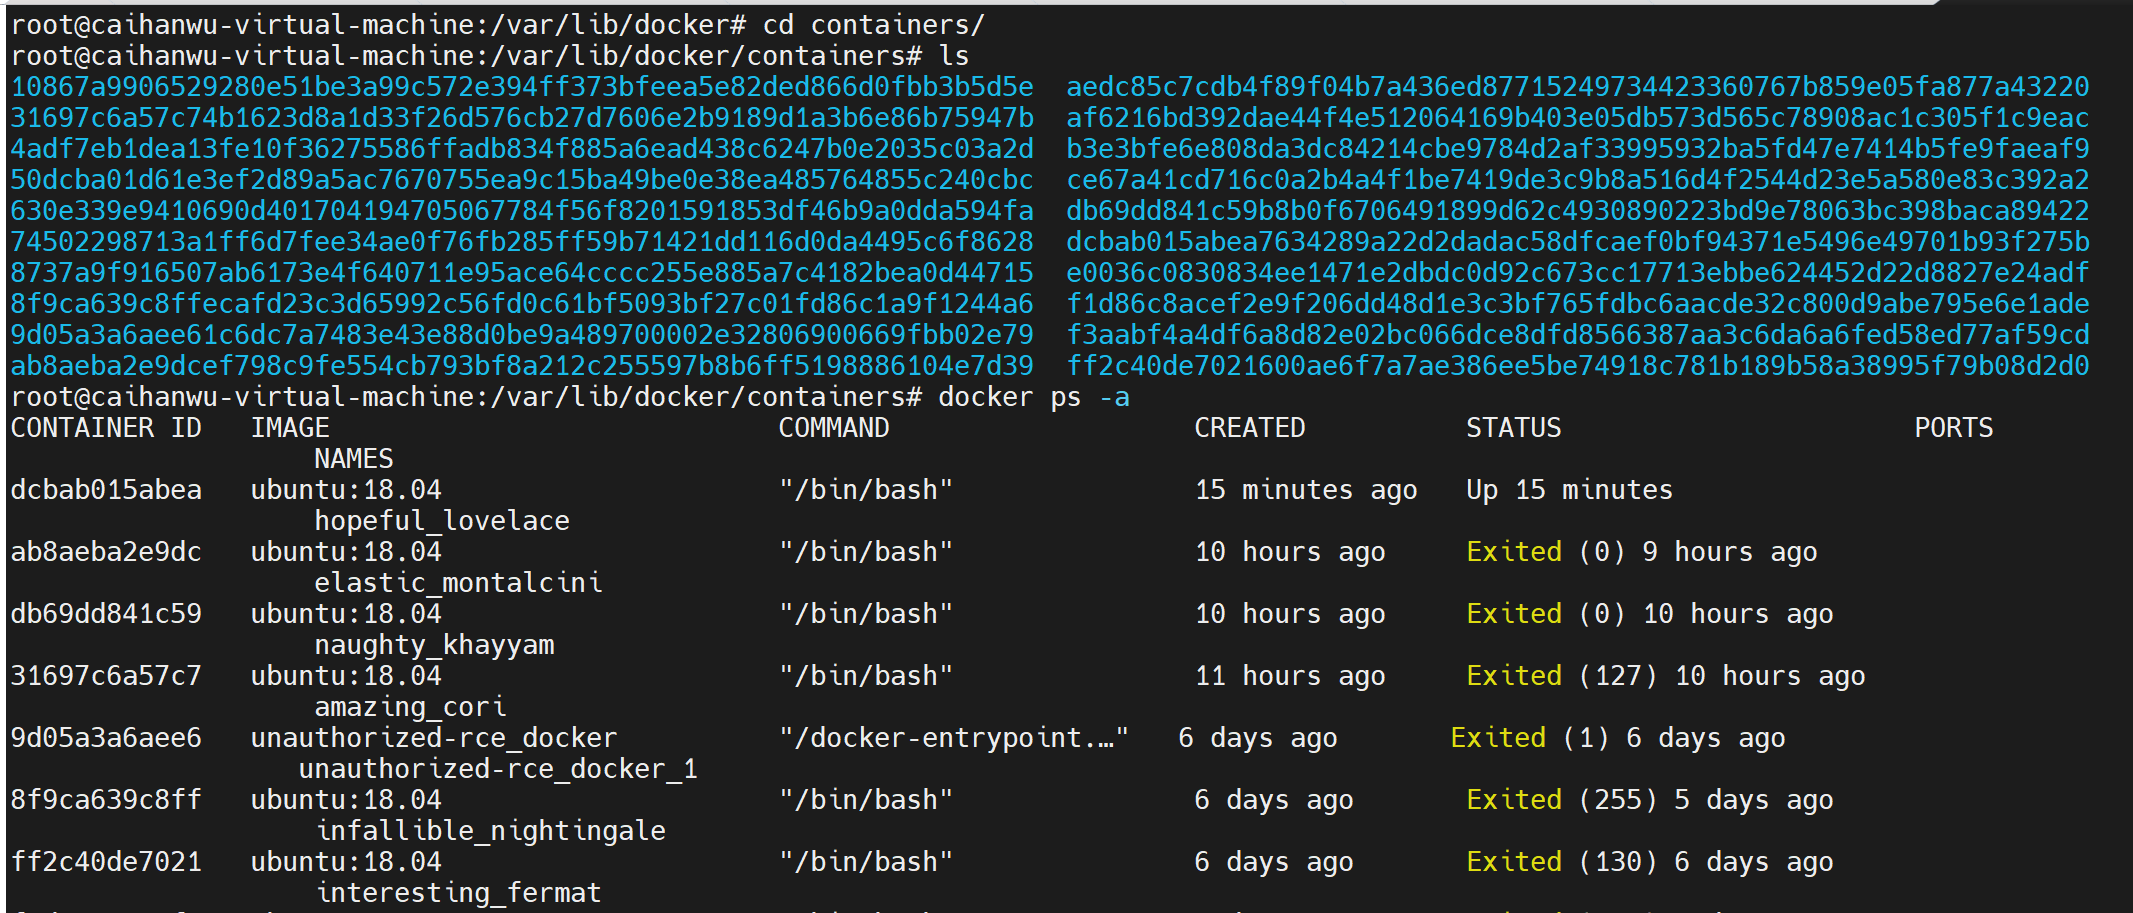 root@caihanwu-virtual-machine:/var/lib/docker# cd containers/
root@caihanwu-virtual-machine:/var/lib/docker/containers# ls
10867a9906529280e51be3a99c572e394ff373bfeea5e82ded866d0fbb3b5d5e  aedc85c7cdb4f89f04b7a436ed87715249734423360767b859e05fa877a43220
31697c6a57c74b1623d8a1d33f26d576cb27d7606e2b9189d1a3b6e86b75947b  af6216bd392dae44f4e512064169b403e05db573d565c78908ac1c305f1c9eac
4adf7eb1dea13fe10f36275586ffadb834f885a6ead438c6247b0e2035c03a2d  b3e3bfe6e808da3dc84214cbe9784d2af33995932ba5fd47e7414b5fe9faeaf9
50dcba01d61e3ef2d89a5ac7670755ea9c15ba49be0e38ea485764855c240cbc  ce67a41cd716c0a2b4a4f1be7419de3c9b8a516d4f2544d23e5a580e83c392a2
630e339e9410690d401704194705067784f56f8201591853df46b9a0dda594fa  db69dd841c59b8b0f6706491899d62c4930890223bd9e78063bc398baca89422
74502298713a1ff6d7fee34ae0f76fb285ff59b71421dd116d0da4495c6f8628  dcbab015abea7634289a22d2dadac58dfcaef0bf94371e5496e49701b93f275b
8737a9f916507ab6173e4f640711e95ace64cccc255e885a7c4182bea0d44715  e0036c0830834ee1471e2dbdc0d92c673cc17713ebbe624452d22d8827e24adf
8f9ca639c8ffecafd23c3d65992c56fd0c61bf5093bf27c01fd86c1a9f1244a6  f1d86c8acef2e9f206dd48d1e3c3bf765fdbc6aacde32c800d9abe795e6e1ade
9d05a3a6aee61c6dc7a7483e43e88d0be9a489700002e32806900669fbb02e79  f3aabf4a4df6a8d82e02bc066dce8dfd8566387aa3c6da6a6fed58ed77af59cd
ab8aeba2e9dcef798c9fe554cb793bf8a212c255597b8b6ff5198886104e7d39  ff2c40de7021600ae6f7a7ae386ee5be74918c781b189b58a38995f79b08d2d0
root@caihanwu-virtual-machine:/var/lib/docker/containers# docker ps -a
CONTAINER ID   IMAGE                            COMMAND                   CREATED          STATUS                      PORTS
NAMES
dcbab015abea   ubuntu:18.04                     "/bin/bash"               15 minutes ago   Up 15 minutes
hopeful_lovelace
ab8aeba2e9dc   ubuntu:18.04                     "/bin/bash"               10 hours ago     Exited (0) 9 hours ago
elastic_montalcini
db69dd841c59   ubuntu:18.04                     "/bin/bash"               10 hours ago     Exited (0) 10 hours ago
naughty_khayyam
31697c6a57c7   ubuntu:18.04                     "/bin/bash"               11 hours ago     Exited (127) 10 hours ago
amazing_cori
9d05a3a6aee6   unauthorized-rce_docker          "/docker-entrypoint.…"   6 days ago       Exited (1) 6 days ago
unauthorized-rce_docker_1
8f9ca639c8ff   ubuntu:18.04                     "/bin/bash"               6 days ago       Exited (255) 5 days ago
infallible_nightingale
ff2c40de7021   ubuntu:18.04                     "/bin/bash"               6 days ago       Exited (130) 6 days ago
interesting_fermat